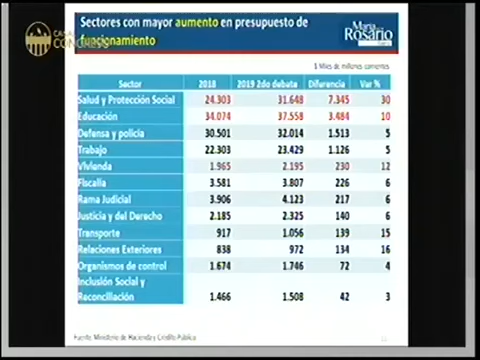 CANAL
CONGRESO
Sectores con mayor aumento en presupuesto de
funcionamiento
María
del
Rosario
$ Miles de millones corrientes
Sector 2018 2019 2do debate Diferencia Var %
Salud y Protección Social 24.303 31.648 7.345 30
Educación 34.074 37.558 3.484 10
Defensa y policía 30.501 32.014 1.513 5
Trabajo 22.303 23.429 1.126 5
Vivienda 1.965 2.195 230 12
Fiscalía 3.581 3.807 226 6
Rama Judicial 3.906 4.123 217 6
Justicia y del Derecho 2.185 2.325 140 6
Transporte 917 1.056 139 15
Relaciones Exteriores 838 972 134 16
Organismos de control 1.674 1.746 72 4
Inclusión Social y
Reconciliación 1.466 1.508 42 3
Fuente: Ministerio de Hacienda y Crédito Público